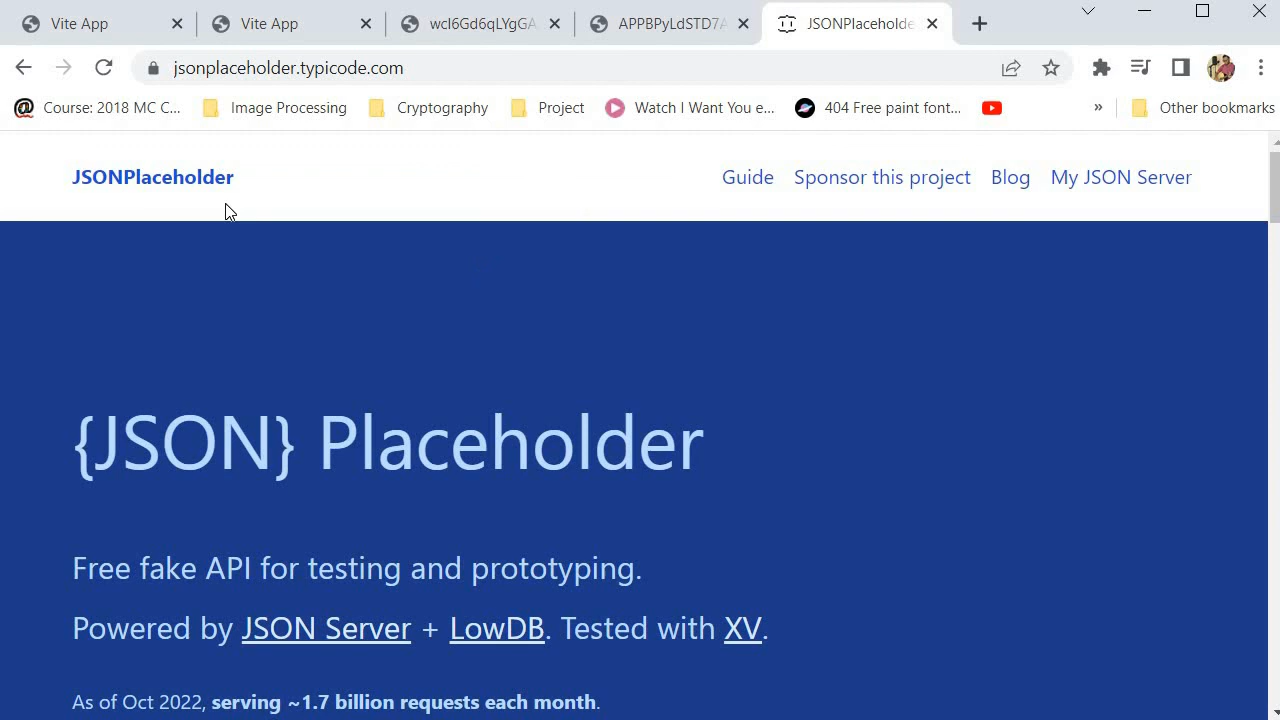 Vite App
Vite App
wcI6Gd6qLYgGA
APPBPyLdSTD7A
JSONPlaceholde
jsonplaceholder.typicode.com
Course: 2018 MC C...
Image Processing
Cryptography
Project
Watch I Want You e...
404 Free paint font...
»
Other bookmarks
JSONPlaceholder
Guide
Sponsor this project
Blog
My JSON Server
{JSON} Placeholder
Free fake API for testing and prototyping.
Powered by JSON Server + LowDB. Tested with XV.
As of Oct 2022, serving ~1.7 billion requests each month.